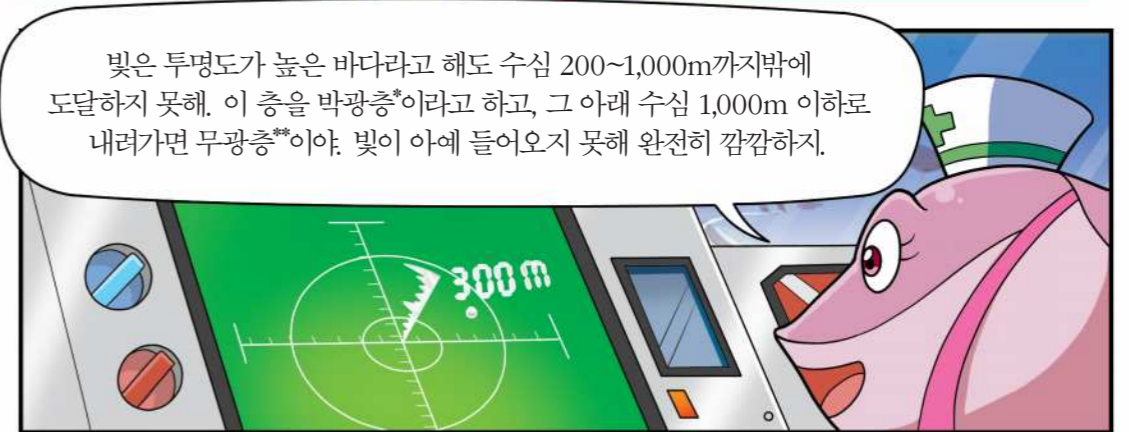 빛은 투명도가 높은 바다라고 해도 수심 200~1,000m까지밖에
도달하지 못해. 이 층을 박광층*이라고 하고, 그 아래 수심 1,000m 이하로
내려가면 무광층**이야. 빛이 아예 들어오지 못해 완전히 깜깜하지.
300m